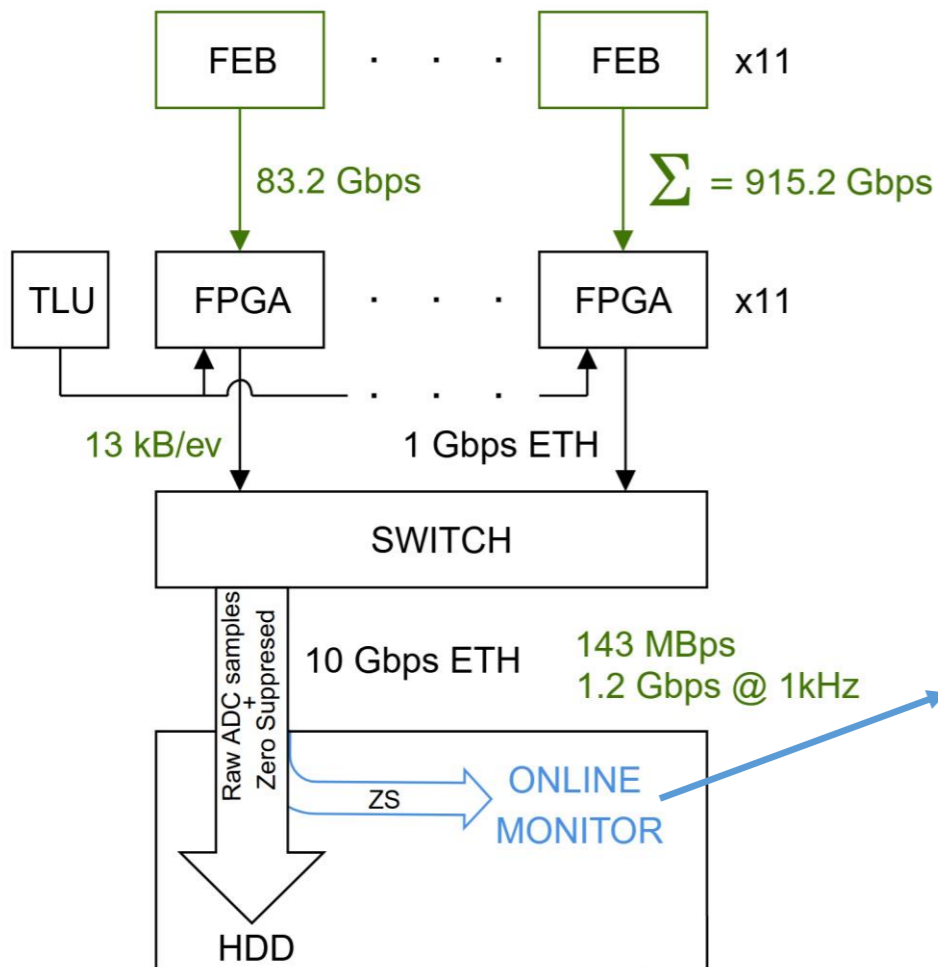 FEB . . . FEB x11
83.2 Gbps
Σ = 915.2 Gbps
TLU FPGA . . . FPGA x11
. . .
13 kB/ev 1 Gbps ETH
SWITCH
Raw ADC samples
+
Zero Suppressed
10 Gbps ETH
143 MBps
1.2 Gbps @ 1kHz
ZS
ONLINE
MONITOR
HDD